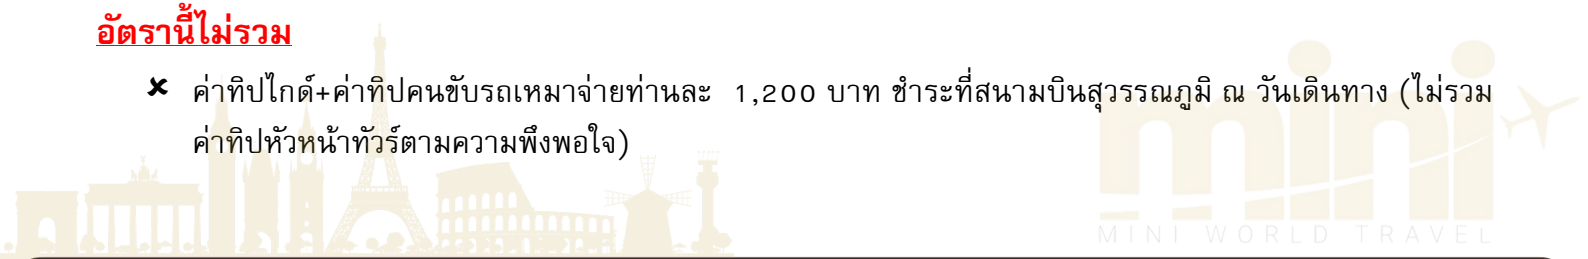 อัตรานี้ไม่รวม
✘ ค่าทิปไกด์+ค่าทิปคนขับรถเหมาจ่ายท่านละ 1,200 บาท ชำระที่สนามบินสุวรรณภูมิ ณ วันเดินทาง (ไม่รวม
ค่าทิปหัวหน้าทัวร์ตามความพึงพอใจ)
mini
MINI WORLD TRAVEL